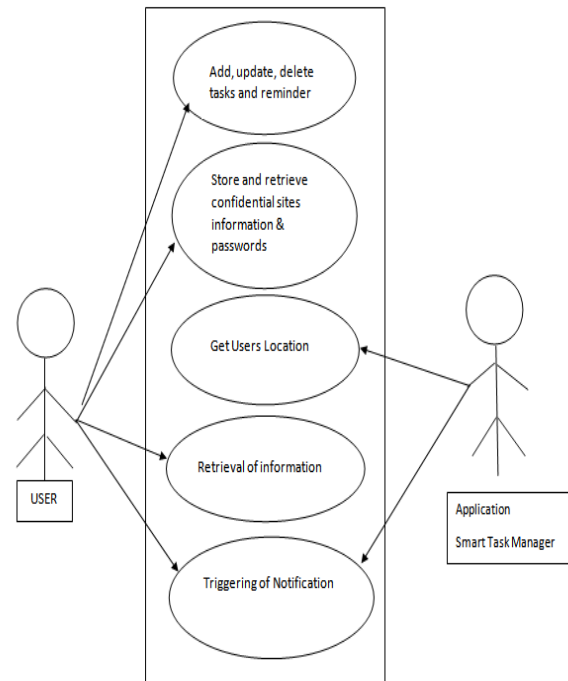 Add, update, delete
tasks and reminder
Store and retrieve
confidential sites
information &
passwords
Get Users Location
Retrieval of information
USER
Application
Smart Task Manager
Triggering of Notification